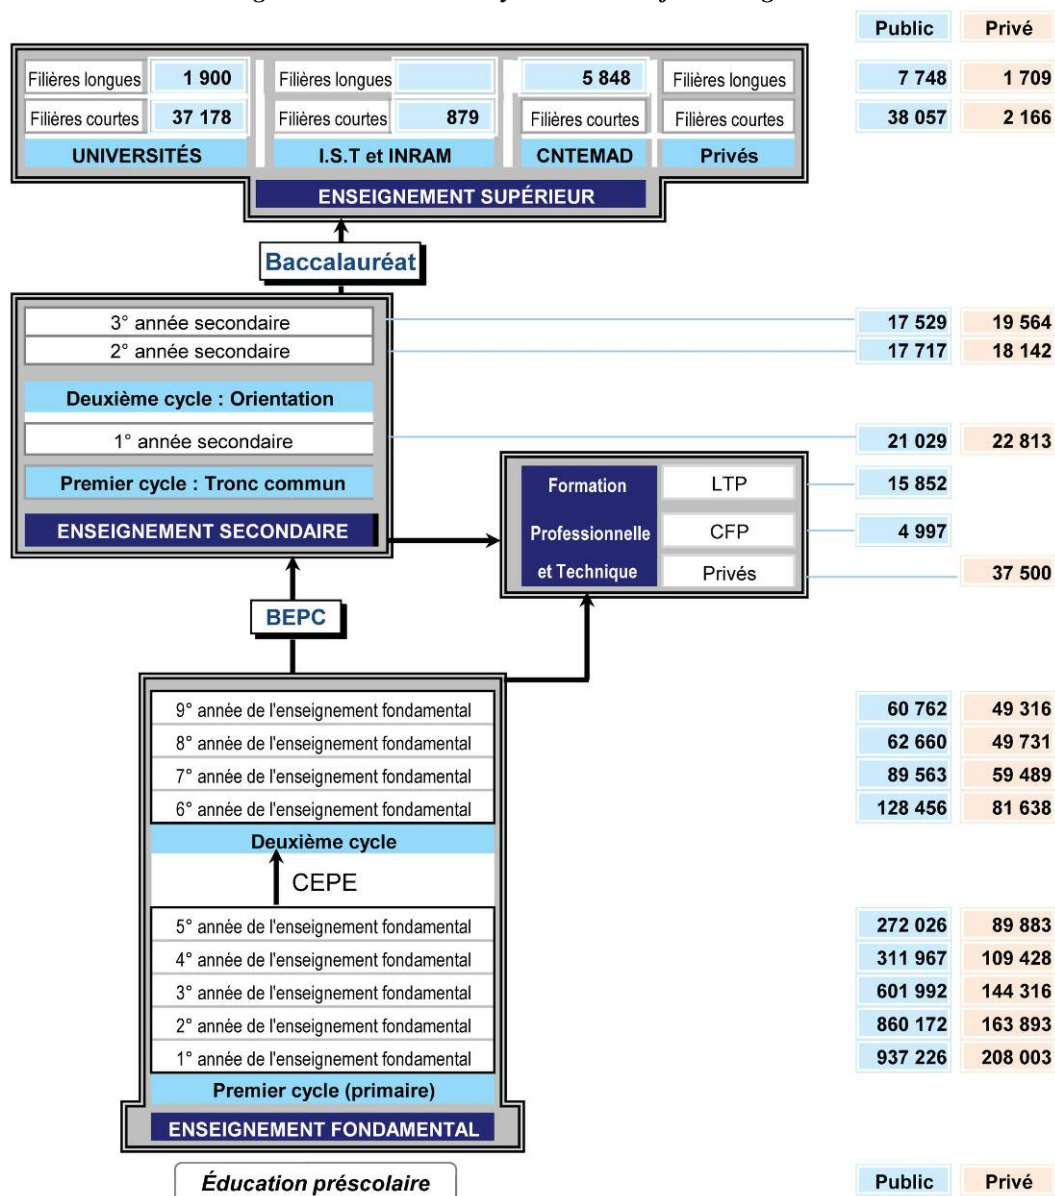 Public Privé
Filières longues 1 900 Filières longues 5 848 Filières longues 7 748 1 709
Filières courtes 37 178 Filières courtes 879 Filières courtes Filières courtes 38 057 2 166
UNIVERSITÉS I.S.T et INRAM CNTEMAD Privés
ENSEIGNEMENT SUPÉRIEUR
Baccalauréat
3° année secondaire 17 529 19 564
2° année secondaire 17 717 18 142
Deuxième cycle : Orientation
1° année secondaire 21 029 22 813
Premier cycle : Tronc commun Formation LTP 15 852
ENSEIGNEMENT SECONDAIRE Professionnelle CFP 4 997
et Technique Privés 37 500
BEPC
9° année de l'enseignement fondamental 60 762 49 316
8° année de l'enseignement fondamental 62 660 49 731
7° année de l'enseignement fondamental 89 563 59 489
6° année de l'enseignement fondamental 128 456 81 638
Deuxième cycle
CEPE
5° année de l'enseignement fondamental 272 026 89 883
4° année de l'enseignement fondamental 311 967 109 428
3° année de l'enseignement fondamental 601 992 144 316
2° année de l'enseignement fondamental 860 172 163 893
1° année de l'enseignement fondamental 937 226 208 003
Premier cycle (primaire)
ENSEIGNEMENT FONDAMENTAL
Éducation préscolaire Public Privé